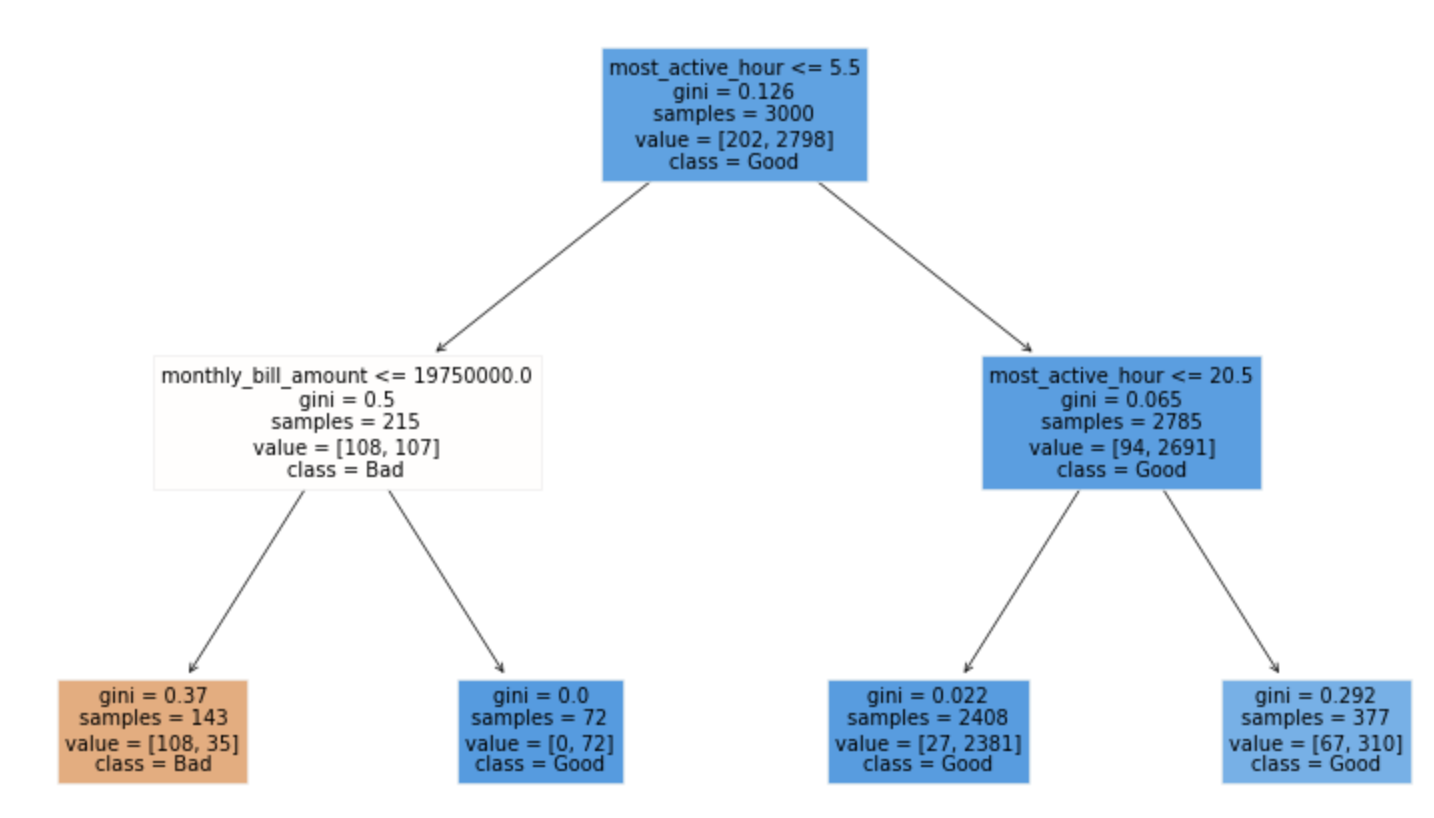 most_active_hour <= 5.5
gini = 0.126
samples = 3000
value = [202, 2798]
class = Good
monthly_bill_amount <= 19750000.0
gini = 0.5
samples = 215
value = [108, 107]
class = Bad
most_active_hour <= 20.5
gini = 0.065
samples = 2785
value = [94, 2691]
class = Good
gini = 0.37
samples = 143
value = [108, 35]
class = Bad
gini = 0.0
samples = 72
value = [0, 72]
class = Good
gini = 0.022
samples = 2408
value = [27, 2381]
class = Good
gini = 0.292
samples = 377
value = [67, 310]
class = Good